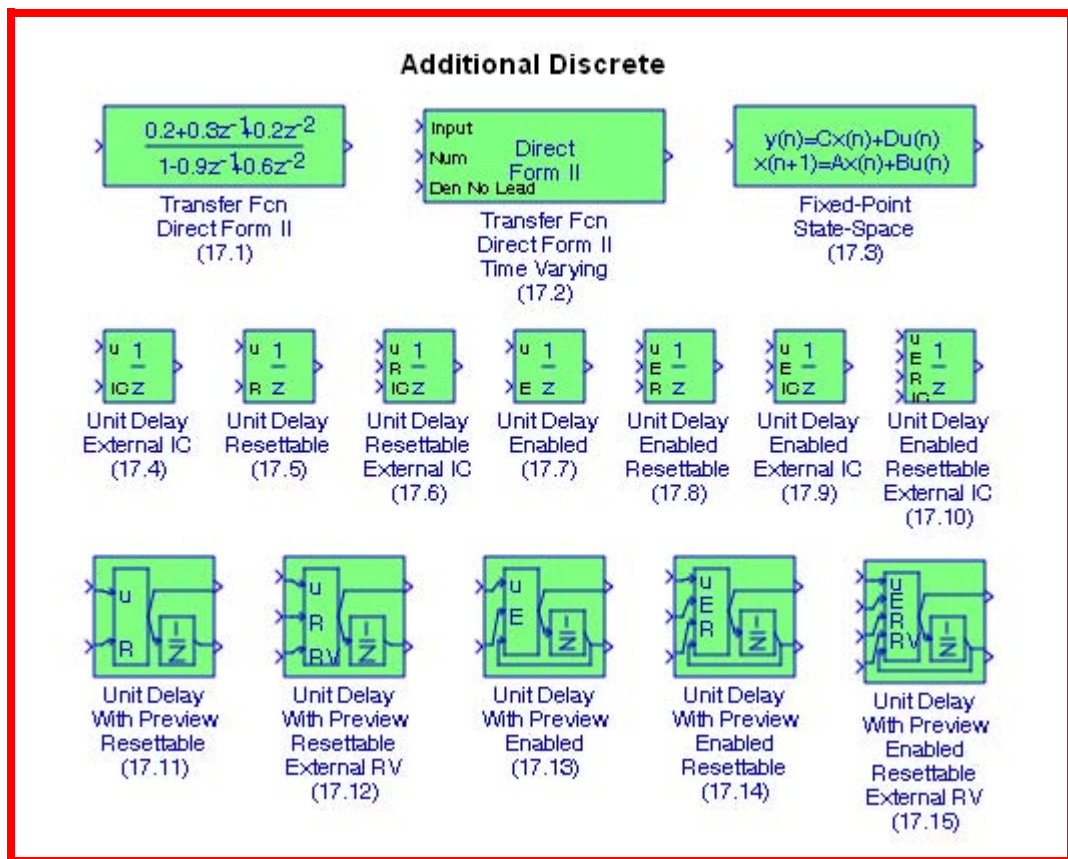 Additional Discrete
0.2+0.3z-1+0.2z-2
1-0.9z-1+0.6z-2
Transfer Fcn
Direct Form II
(17.1)
Input
Num
Den No Lead
Direct
Form II
Transfer Fcn
Direct Form II
Time Varying
(17.2)
y(n)=Cx(n)+Du(n)
x(n+1)=Ax(n)+Bu(n)
Fixed-Point
State-Space
(17.3)
u
IC
1
z
Unit Delay
External IC
(17.4)
u
R
1
z
Unit Delay
Resettable
(17.5)
u
R
IC
1
z
Unit Delay
Resettable
External IC
(17.6)
u
E
1
z
Unit Delay
Enabled
(17.7)
u
E
R
1
z
Unit Delay
Enabled
Resettable
(17.8)
u
E
IC
1
z
Unit Delay
Enabled
External IC
(17.9)
u
E
R
IC
1
z
Unit Delay
Enabled
Resettable
External IC
(17.10)
u
R
1
z
Unit Delay
With Preview
Resettable
(17.11)
u
R
RV
1
z
Unit Delay
With Preview
Resettable
External RV
(17.12)
u
E
1
z
Unit Delay
With Preview
Enabled
(17.13)
u
E
R
1
z
Unit Delay
With Preview
Enabled
Resettable
(17.14)
u
E
R
RV
1
z
Unit Delay
With Preview
Enabled
Resettable
External RV
(17.15)